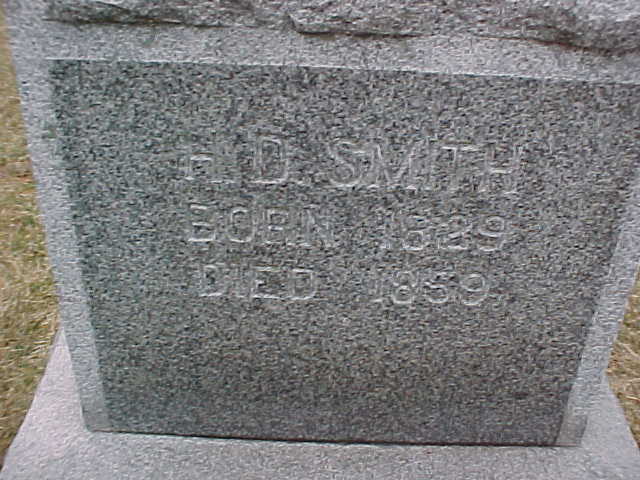 H. D. SMITH
BORN 1829
DIED 1859.